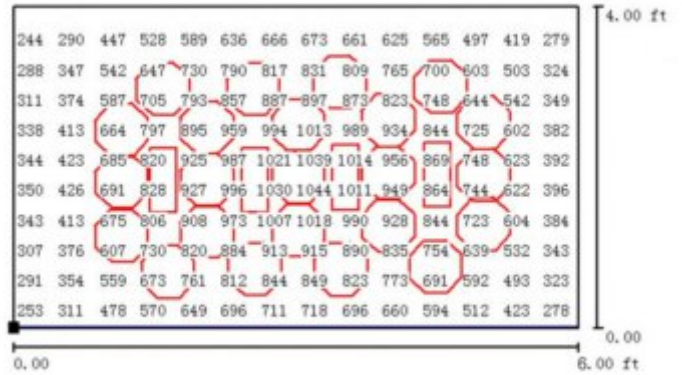 4.00 ft
244 290 447 528 589 636 666 673 661 625 565 497 419 279
288 347 542 647 730 790 817 831 809 765 700 603 503 324
311 374 587 705 793 857 887 897 873 823 748 644 542 349
338 413 664 797 895 959 994 1013 989 934 844 725 602 382
344 423 685 820 925 987 1021 1039 1014 956 869 748 623 392
350 426 691 828 927 996 1030 1044 1011 949 864 744 622 396
343 413 675 806 908 973 1007 1018 990 928 844 723 604 384
307 376 607 730 820 884 913 915 890 835 754 639 532 343
291 354 559 673 761 812 844 849 823 773 691 592 493 323
253 311 478 570 649 696 711 718 696 660 594 512 423 278
0.00
0.00 6.00 ft